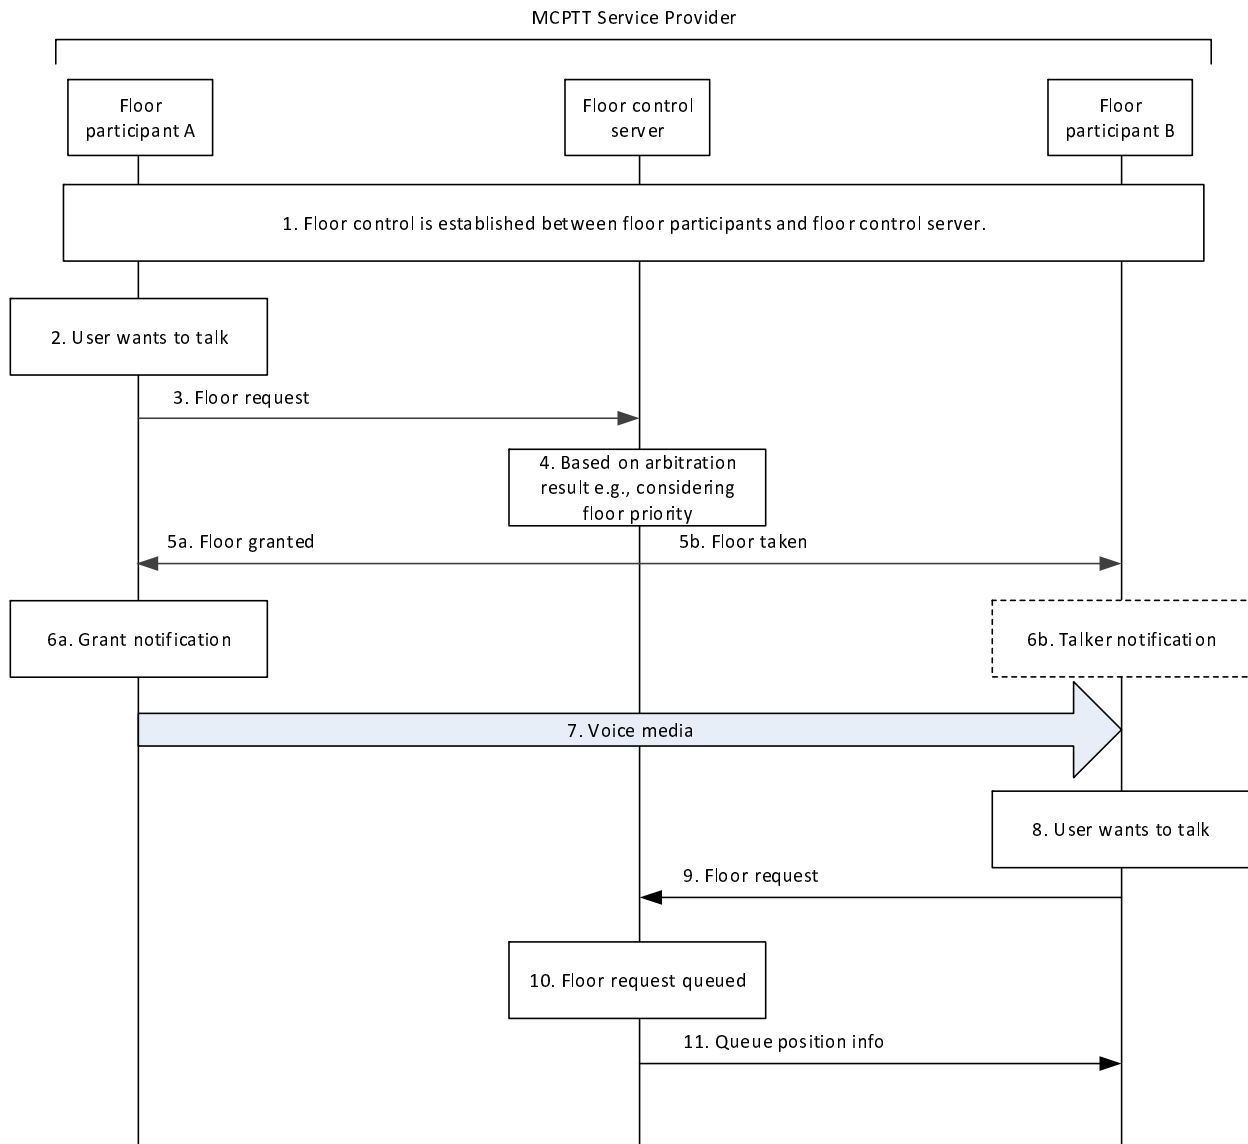 MCPTT Service Provider
Floor
participant A
Floor control
server
Floor
participant B
1. Floor control is established between floor participants and floor control server.
2. User wants to talk
3. Floor request
4. Based on arbitration
result e.g., considering
floor priority
5a. Floor granted
5b. Floor taken
6a. Grant notification
6b. Talker notification
7. Voice media
8. User wants to talk
9. Floor request
10. Floor request queued
11. Queue position info